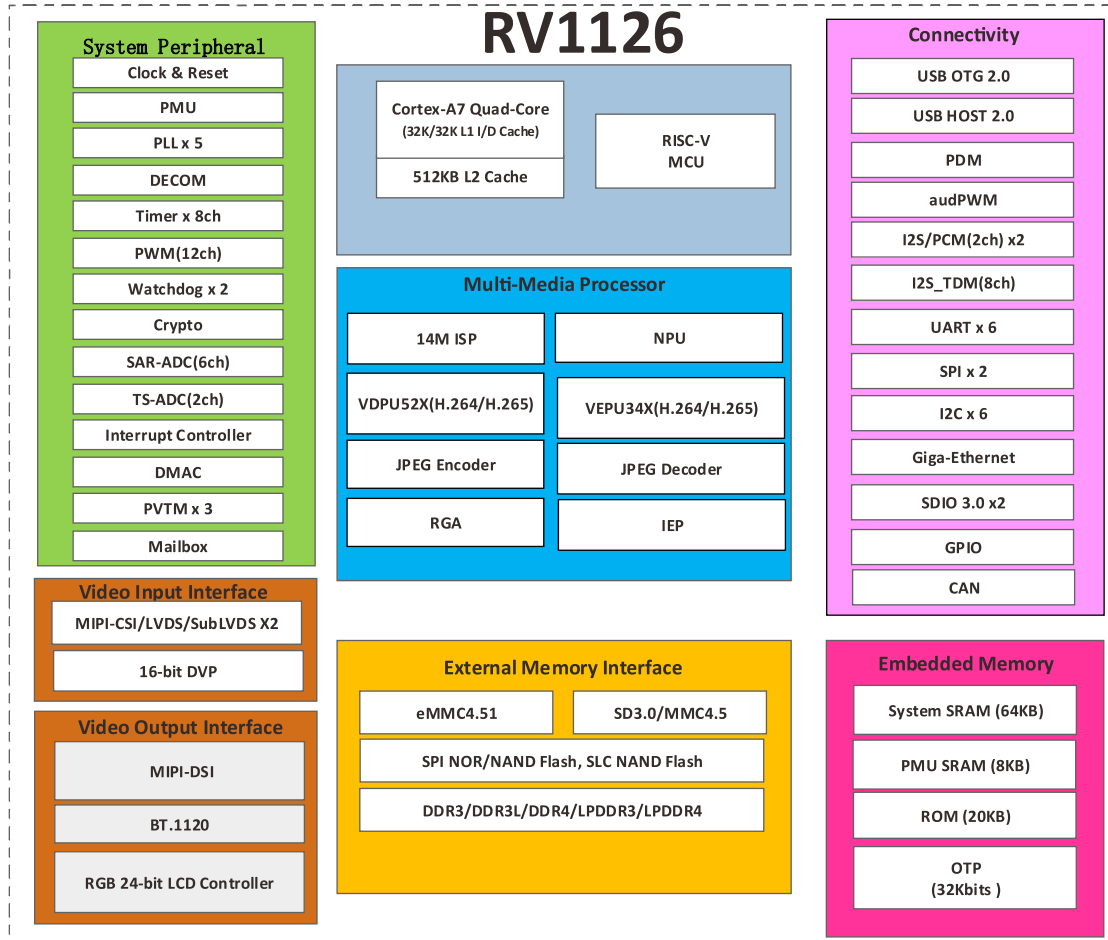 RV1126
System Peripheral
Clock & Reset
PMU
PLL x 5
DECOM
Timer x 8ch
PWM(12ch)
Watchdog x 2
Crypto
SAR-ADC(6ch)
TS-ADC(2ch)
Interrupt Controller
DMAC
PVTM x 3
Mailbox
Video Input Interface
MIPI-CSI/LVDS/SubLVDS X2
16-bit DVP
Video Output Interface
MIPI-DSI
BT.1120
RGB 24-bit LCD Controller
Cortex-A7 Quad-Core
(32K/32K L1 I/D Cache)
512KB L2 Cache
RISC-V
MCU
Multi-Media Processor
14M ISP
NPU
VDPU52X(H.264/H.265)
VEPU34X(H.264/H.265)
JPEG Encoder
JPEG Decoder
RGA
IEP
External Memory Interface
eMMC4.51
SD3.0/MMC4.5
SPI NOR/NAND Flash, SLC NAND Flash
DDR3/DDR3L/DDR4/LPDDR3/LPDDR4
Connectivity
USB OTG 2.0
USB HOST 2.0
PDM
audPWM
I2S/PCM(2ch) x2
I2S_TDM(8ch)
UART x 6
SPI x 2
I2C x 6
Giga-Ethernet
SDIO 3.0 x2
GPIO
CAN
Embedded Memory
System SRAM (64KB)
PMU SRAM (8KB)
ROM (20KB)
OTP
(32Kbits )